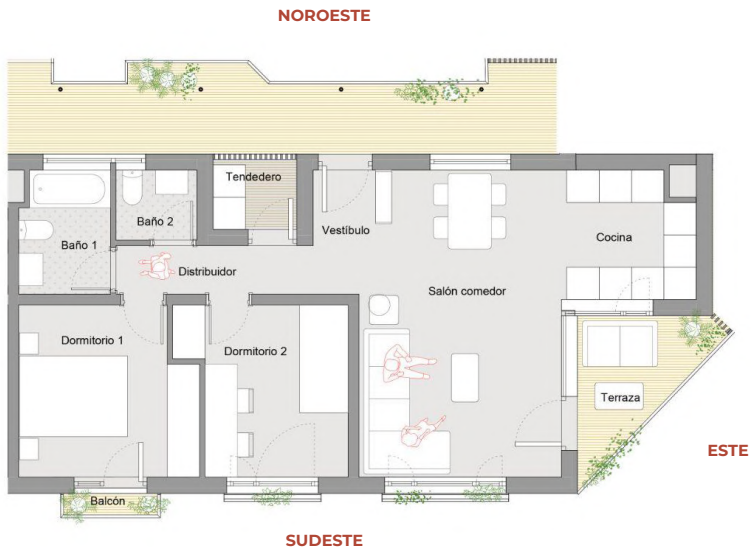 NOROESTE
Tendedero
Baño 2
Vestíbulo
Baño 1
Cocina
Distribuidor
Salón comedor
Dormitorio 1
Dormitorio 2
Terraza
ESTE
Balcón
SUDESTE